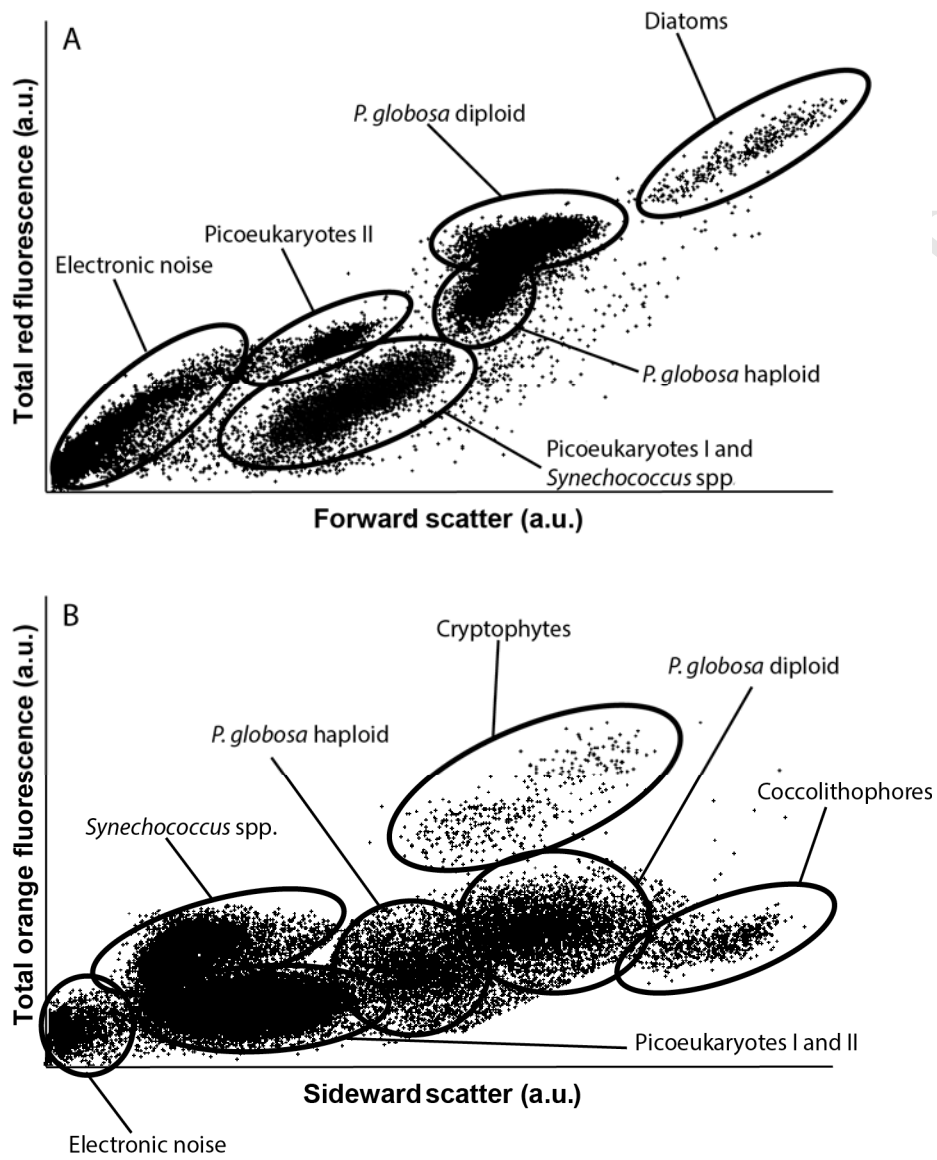 A
Diatoms
P. globosa diploid
Picoeukaryotes II
Electronic noise
P. globosa haploid
Picoeukaryotes I and
Synechococcus spp.
Total red fluorescence (a.u.)
Forward scatter (a.u.)
B
Cryptophytes
P. globosa diploid
P. globosa haploid
Coccolithophores
Synechococcus spp.
Picoeukaryotes I and II
Total orange fluorescence (a.u.)
Sideward scatter (a.u.)
Electronic noise